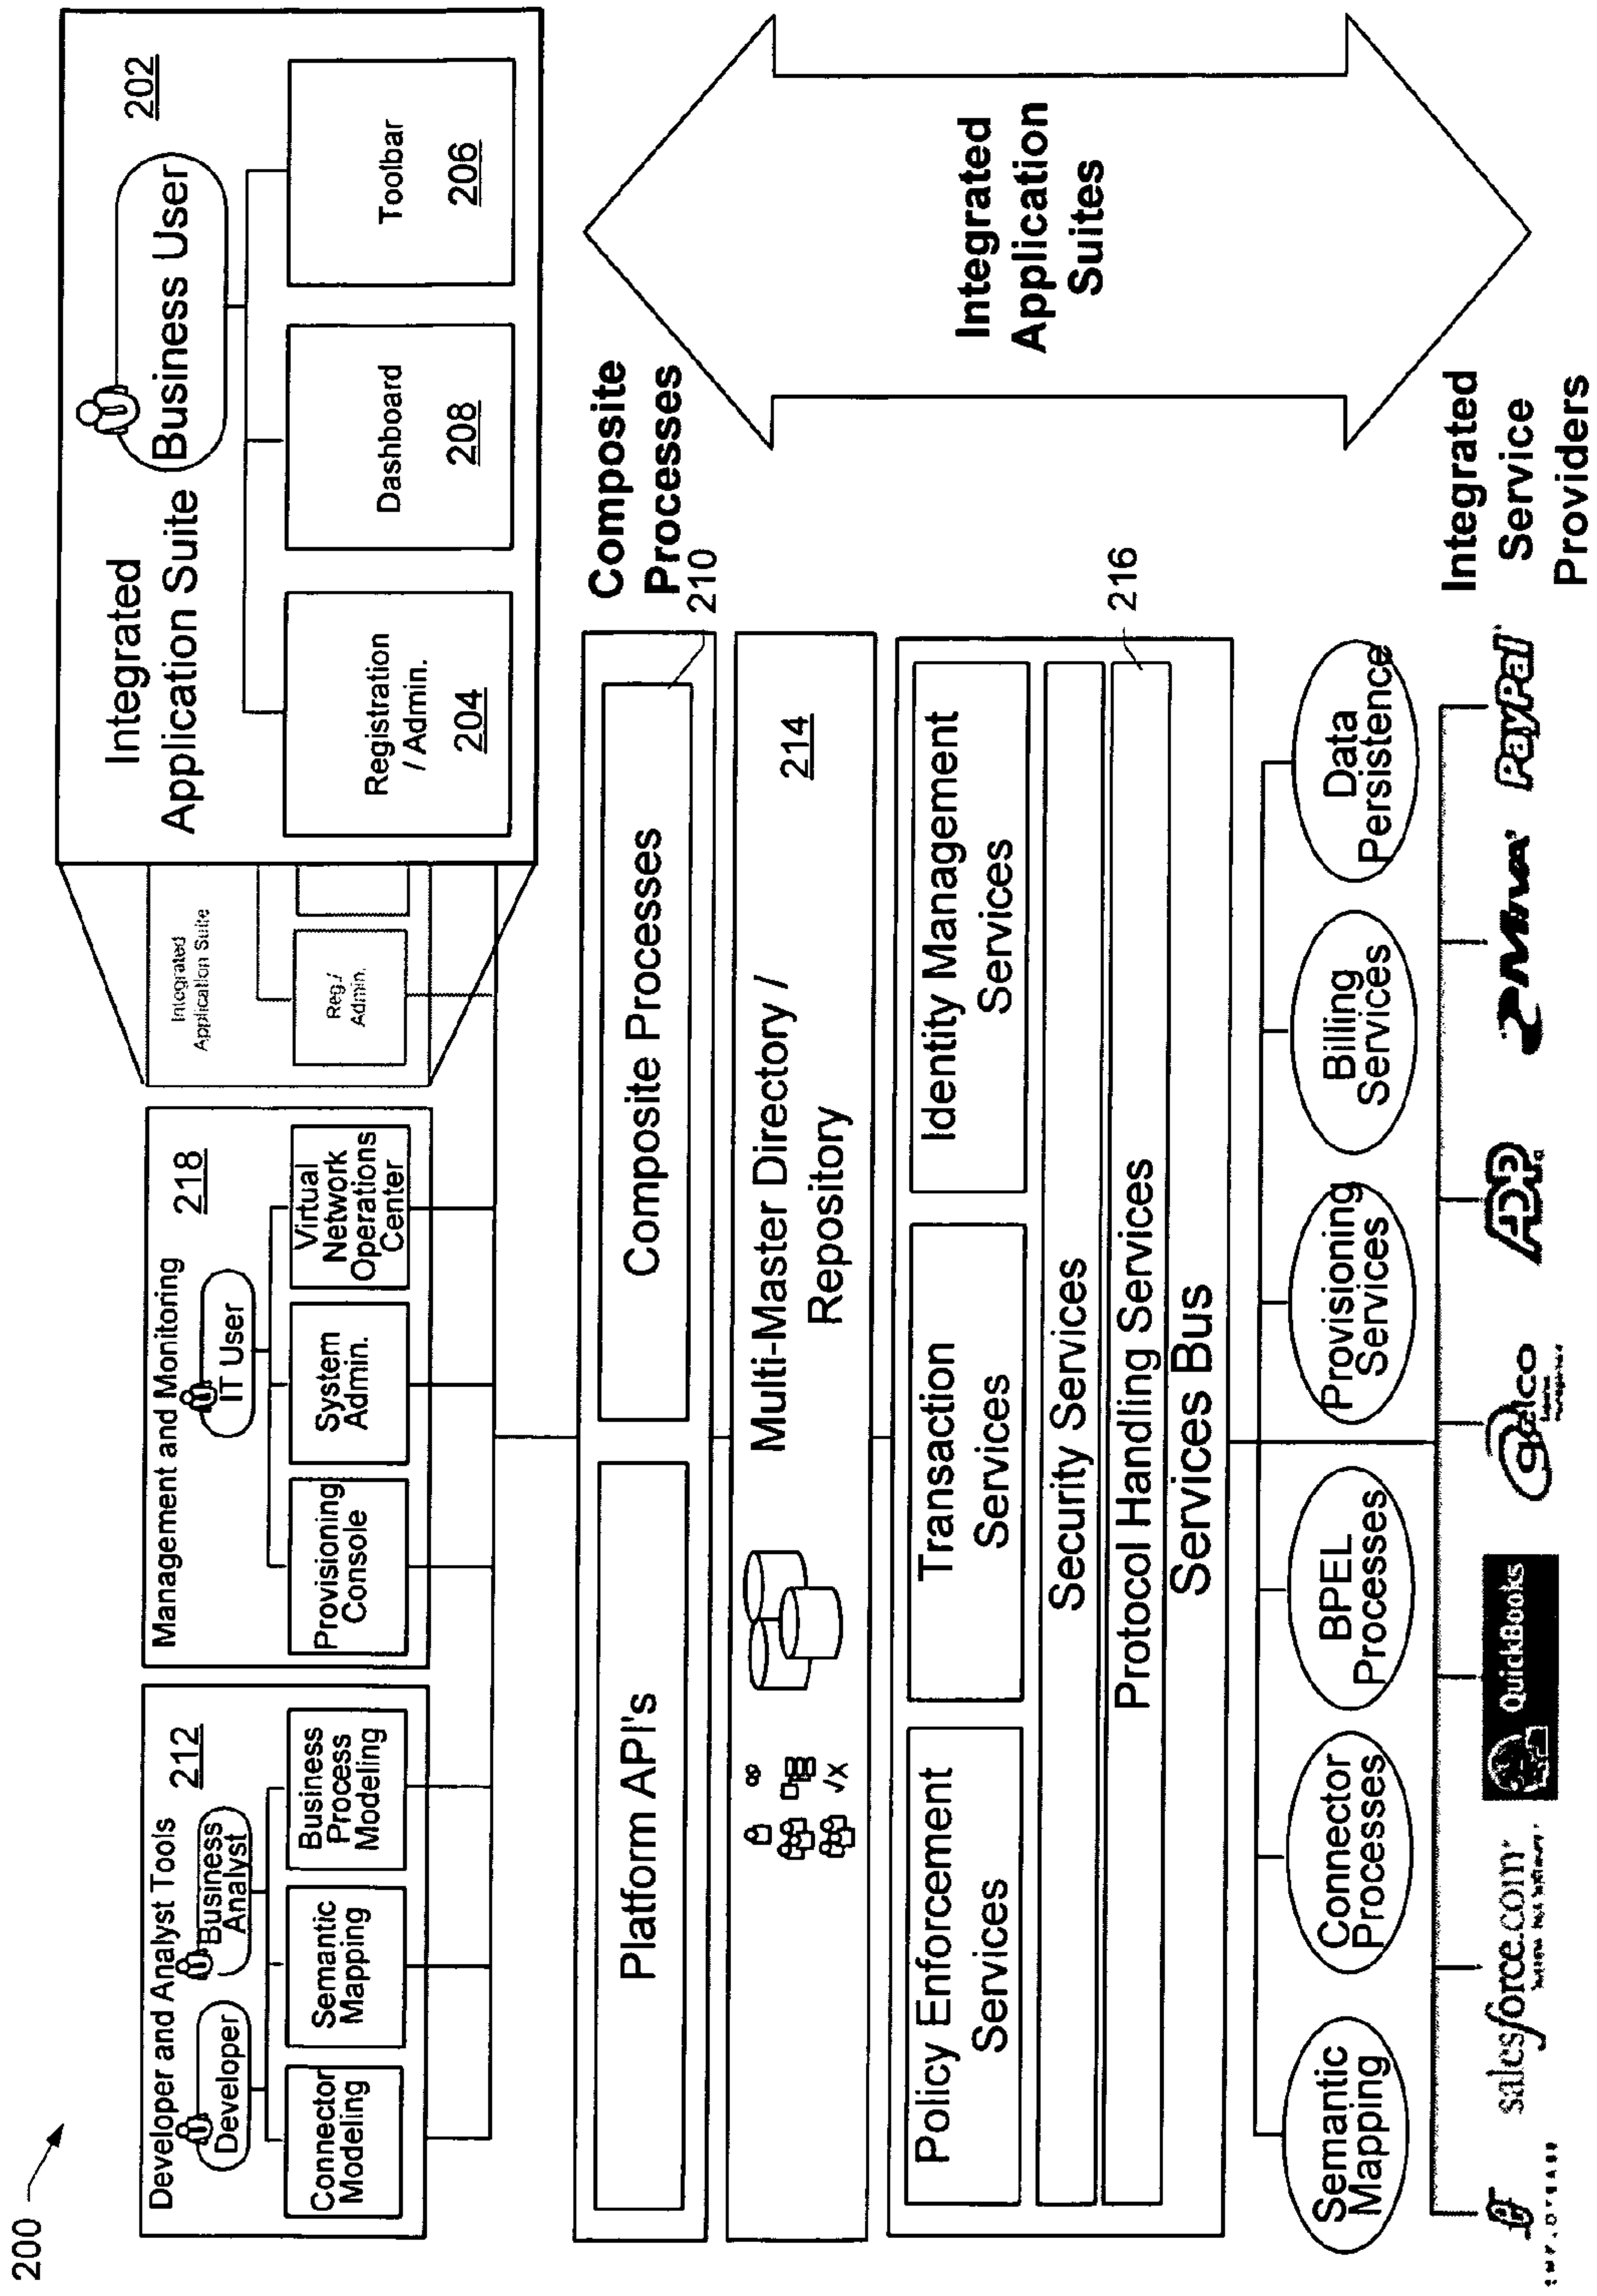 200
Developer and Analyst Tools
212
Developer
Business
Analyst
Connector
Modeling
Semantic
Mapping
Business
Process
Modeling
Management and Monitoring
218
IT User
Provisioning
Console
System
Admin.
Virtual
Network
Operations
Center
Integrated
Application Suite
Reg./
Admin.
Integrated
Application Suite
Business User
202
Registration
/ Admin.
204
Dashboard
208
Toolbar
206
Platform API's
Composite Processes
Composite
Processes
210
Multi-Master Directory /
Repository
214
√x
Policy Enforcement
Services
Transaction
Services
Identity Management
Services
Security Services
Protocol Handling Services
216
Services Bus
Integrated
Application
Suites
Semantic
Mapping
Connector
Processes
BPEL
Processes
Provisioning
Services
Billing
Services
Data
Persistence
Integrated
Service
Providers
salesforce.com
QuickBooks
ADP
Miva
PayPal